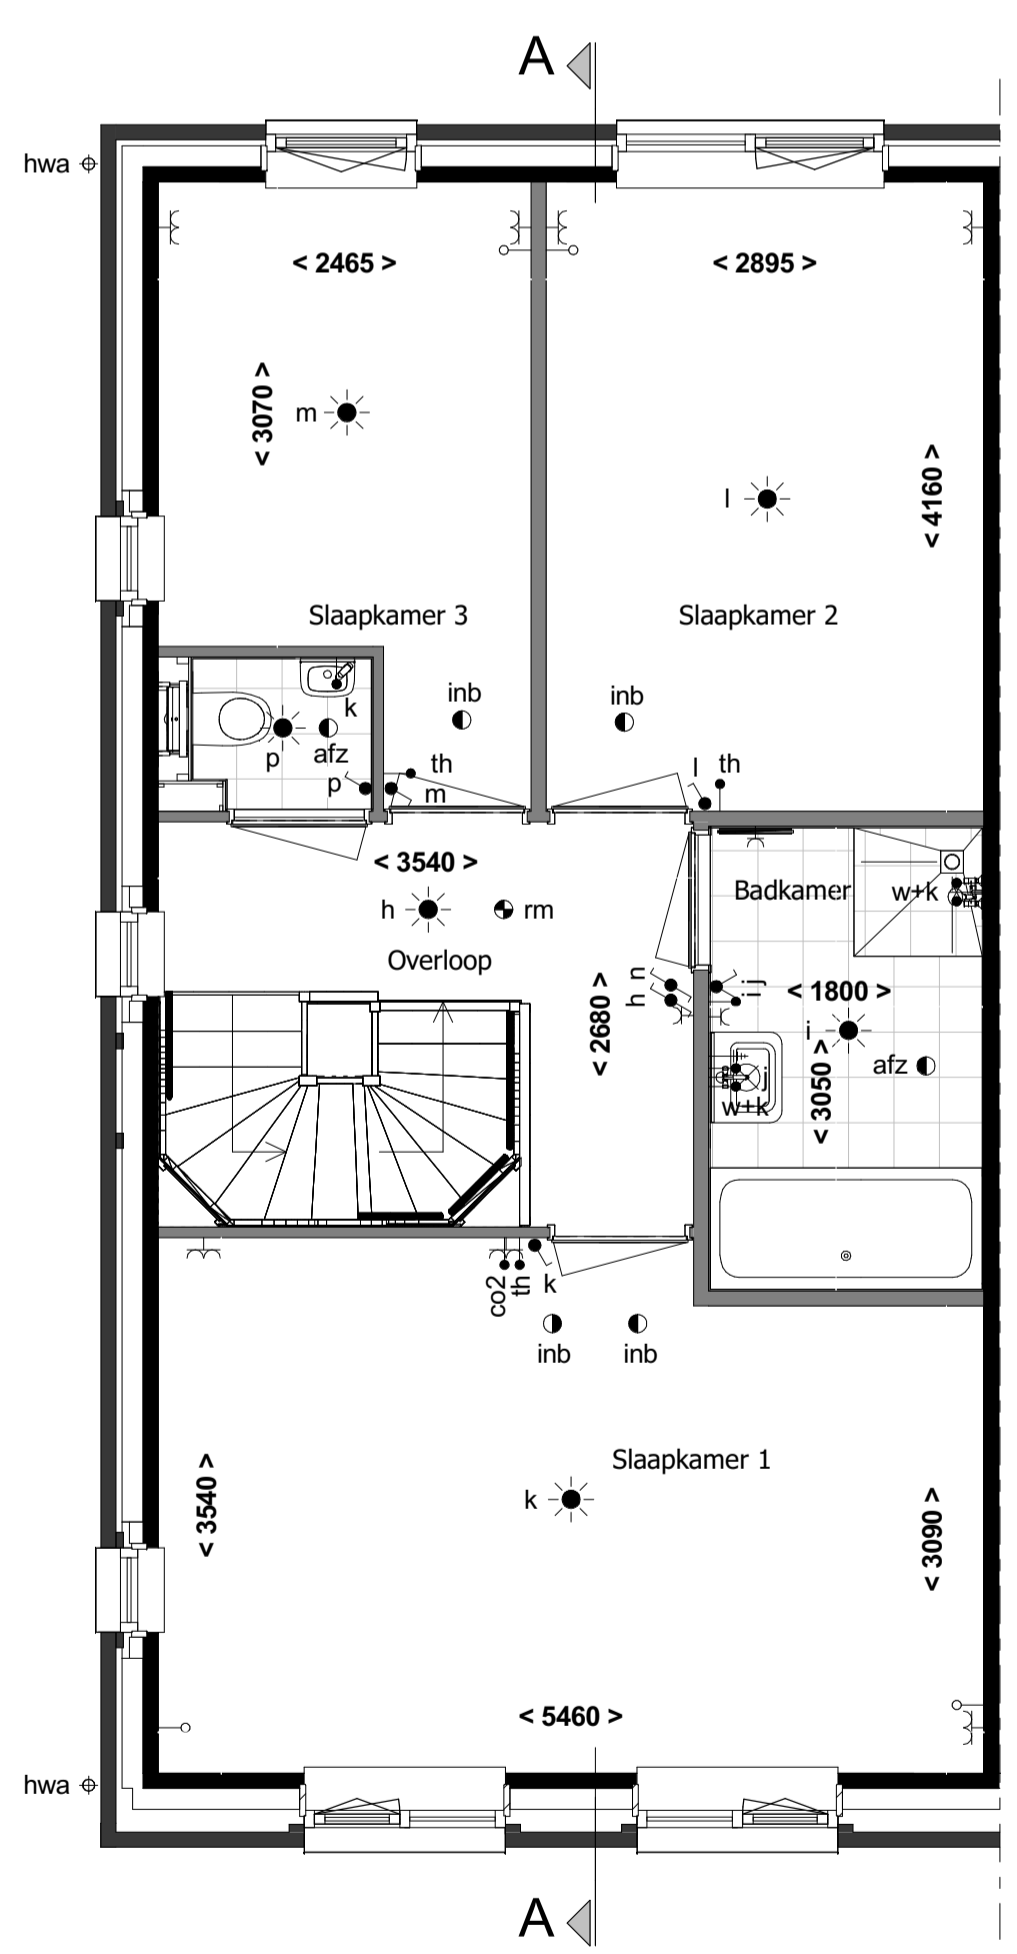 A
hwa
< 2465 >
< 2895 >
< 3070 >
m
< 4160 >
l
Slaapkamer 3
Slaapkamer 2
inb
inb
k
p
afz
p
th
m
l
th
< 3540 >
Badkamer
w+k
h
rm
Overloop
h n
i j
< 1800 >
< 2680 >
i
< 3050 >
afz
w+k
co2
th
k
inb
inb
Slaapkamer 1
< 3540 >
k
< 3090 >
< 5460 >
hwa
A